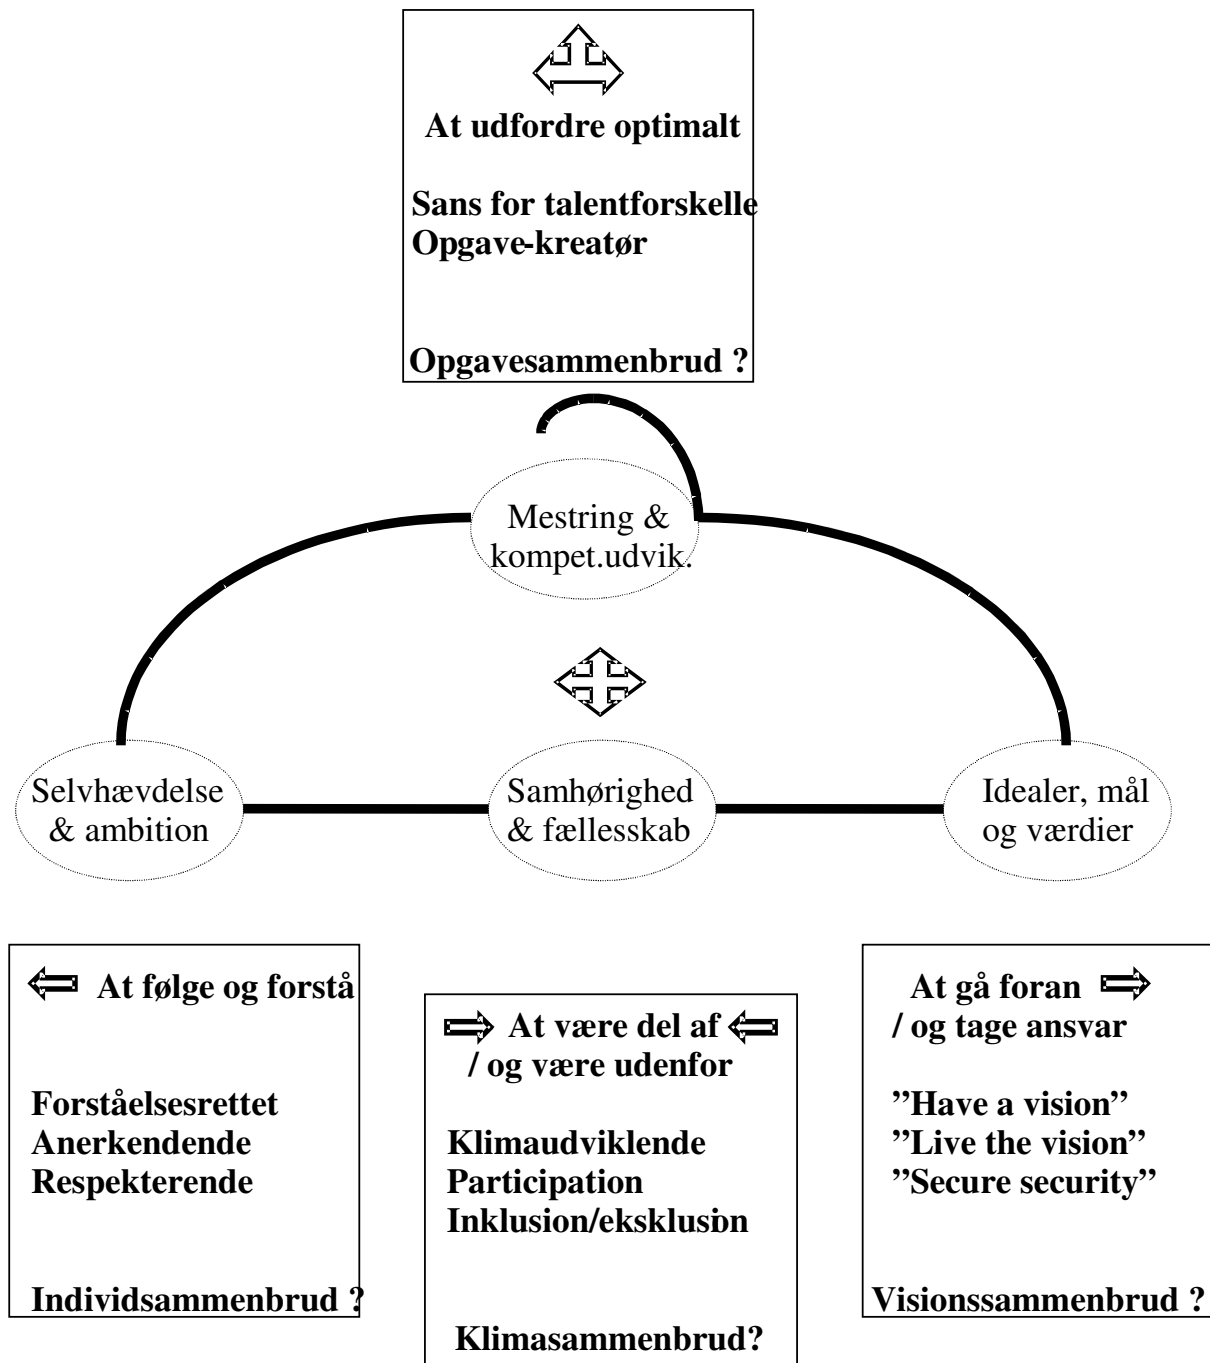 At udfordre optimalt
Sans for talentforskelle
Opgave-kreatør
Opgavesammenbrud ?
Mestring &
kompet.udvik.
Selvhævdelse
& ambition
Samhørighed
& fællesskab
Idealer, mål
og værdier
At følge og forstå
Forståelsesrettet
Anerkendende
Respekterende
Individsammenbrud ?
At være del af
/ og være udenfor
Klimaudviklende
Participation
Inklusion/eksklusion
Klimasammenbrud?
At gå foran
/ og tage ansvar
”Have a vision”
”Live the vision”
”Secure security”
Visionssammenbrud ?